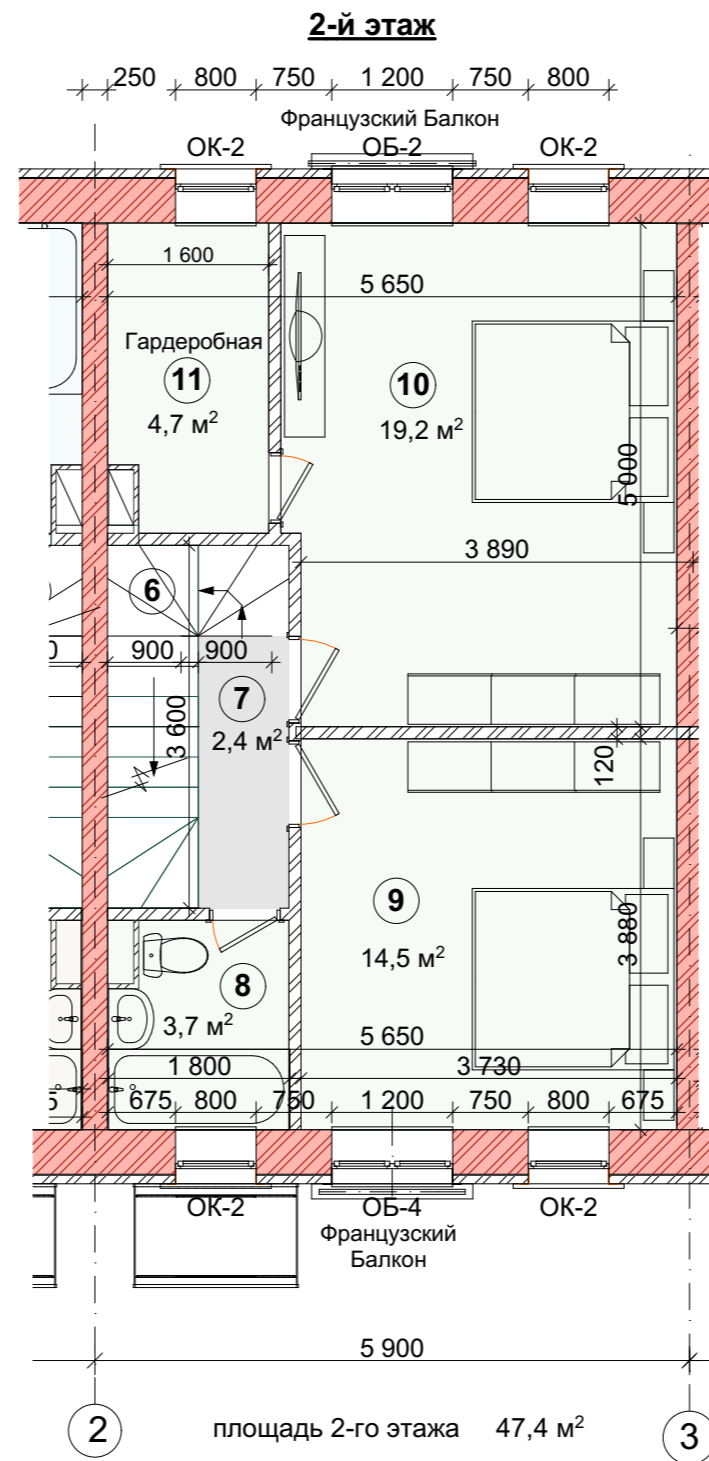 2-й этаж
250 800 750 1 200 750 800
Французский Балкон
ОК-2 ОБ-2 ОК-2
1 600
5 650
Гардеробная
11 10
4,7 м² 19,2 м²
5 000
3 890
6
900 900
7
3 600
2,4 м²
120
9
14,5 м²
3 880
8
3,7 м²
5 650
1 800 3 730
675 800 750 1 200 750 800 675
ОК-2 ОБ-4 ОК-2
Французский
Балкон
5 900
2 площадь 2-го этажа 47,4 м² 3